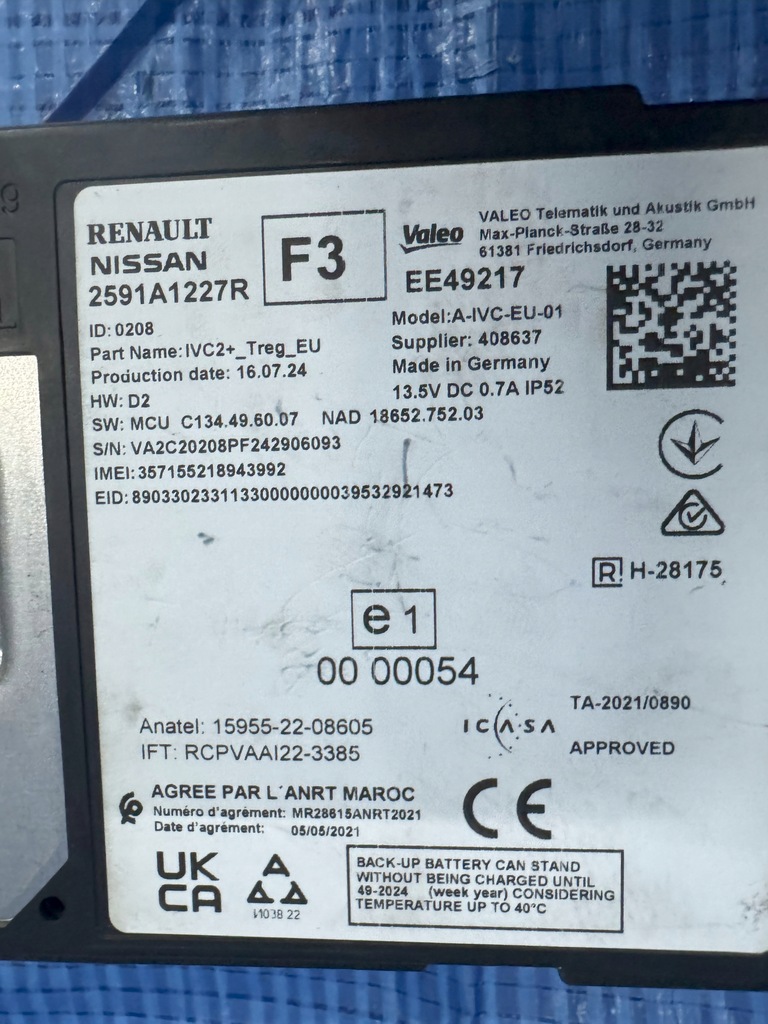 RENAULT
NISSAN
2591A1227R
F3
Valeo
VALEO Telematik und Akustik GmbH
Max-Planck-Straße 28-32
61381 Friedrichsdorf, Germany
EE49217
ID: 0208
Part Name: IVC2+_Treg_EU
Production date: 16.07.24
HW: D2
SW: MCU C134.49.60.07 NAD 18652.752.03
S/N: VA2C20208PF242906093
IMEI: 357155218943992
EID: 89033023311330000000039532921473
Model: A-IVC-EU-01
Supplier: 408637
Made in Germany
13.5V DC 0.7A IP52
R H-28175
e1
00 00054
Anatel: 15955-22-08605
IFT: RCPVAAI22-3385
ICASA
TA-2021/0890
APPROVED
AGREE PAR L'ANRT MAROC
Numéro d'agrément: MR28615ANRT2021
Date d'agrément: 05/05/2021
CE
UK
CA
BACK-UP BATTERY CAN STAND
WITHOUT BEING CHARGED UNTIL
49-2024 (week year) CONSIDERING
TEMPERATURE UP TO 40°C